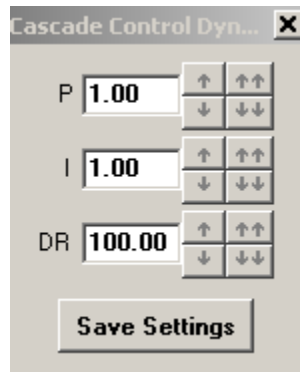 Cascade Control Dyn...
P 1.00
I 1.00
DR 100.00
Save Settings